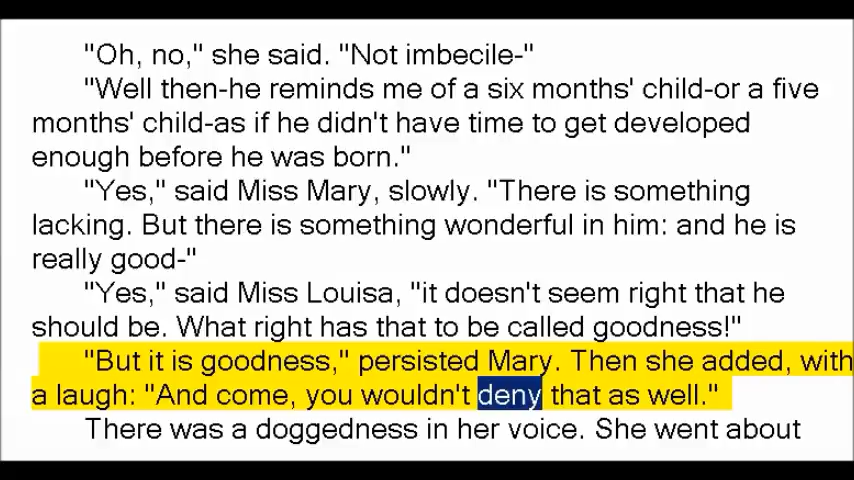 "Oh, no," she said. "Not imbecile-"
"Well then-he reminds me of a six months' child-or a five
months' child-as if he didn't have time to get developed
enough before he was born."
"Yes," said Miss Mary, slowly. "There is something
lacking. But there is something wonderful in him: and he is
really good-"
"Yes," said Miss Louisa, "it doesn't seem right that he
should be. What right has that to be called goodness!"
"But it is goodness," persisted Mary. Then she added, with
a laugh: "And come, you wouldn't deny that as well."
There was a doggedness in her voice. She went about